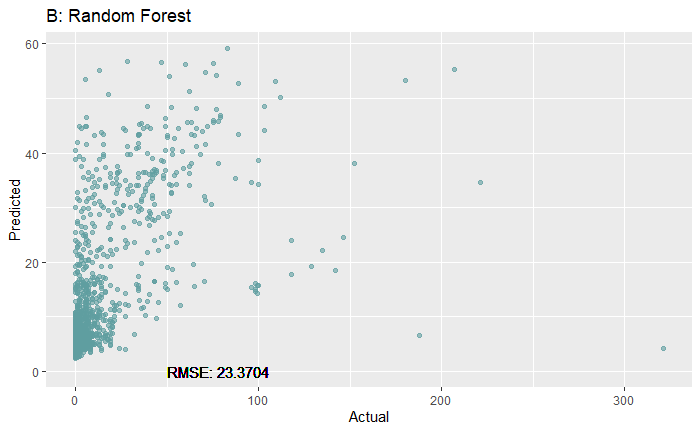 B: Random Forest
60
40
20
0
RMSE: 23.3704
0 100 200 300
Actual
Predicted